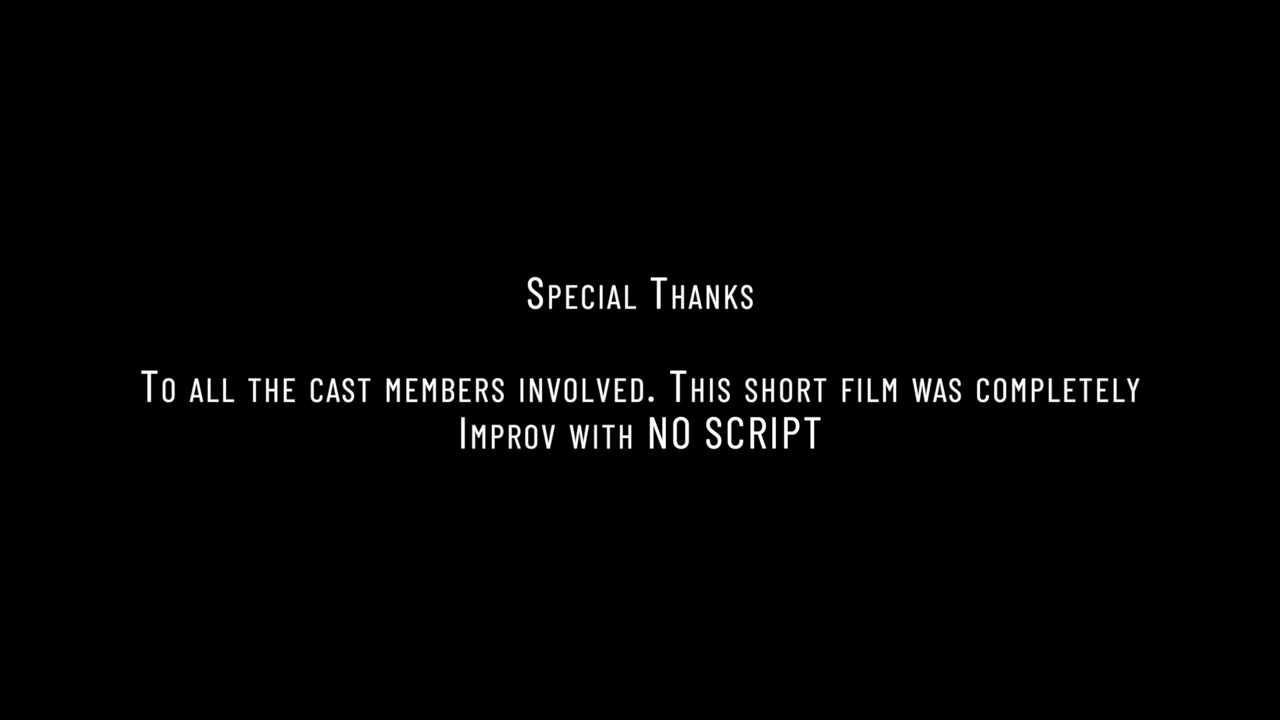 Special Thanks
To all the cast members involved. This short film was completely
Improv with NO SCRIPT